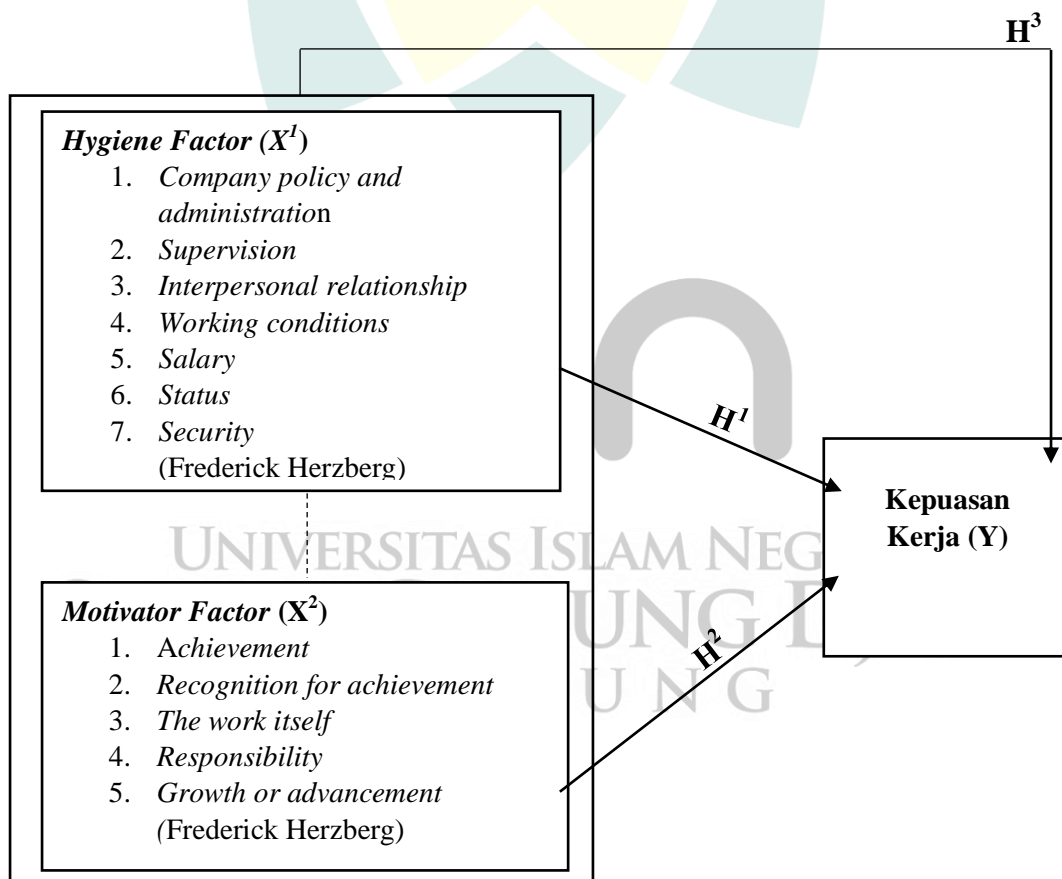 H³
Hygiene Factor (X¹)
1. Company policy and
administration
2. Supervision
3. Interpersonal relationship
4. Working conditions
5. Salary
6. Status
7. Security
(Frederick Herzberg)
H¹
Kepuasan
Kerja (Y)
UNIVERSITAS ISLAM NEG
UNG D
UNG
Motivator Factor (X²)
1. Achievement
2. Recognition for achievement
3. The work itself
4. Responsibility
5. Growth or advancement
(Frederick Herzberg)
H²